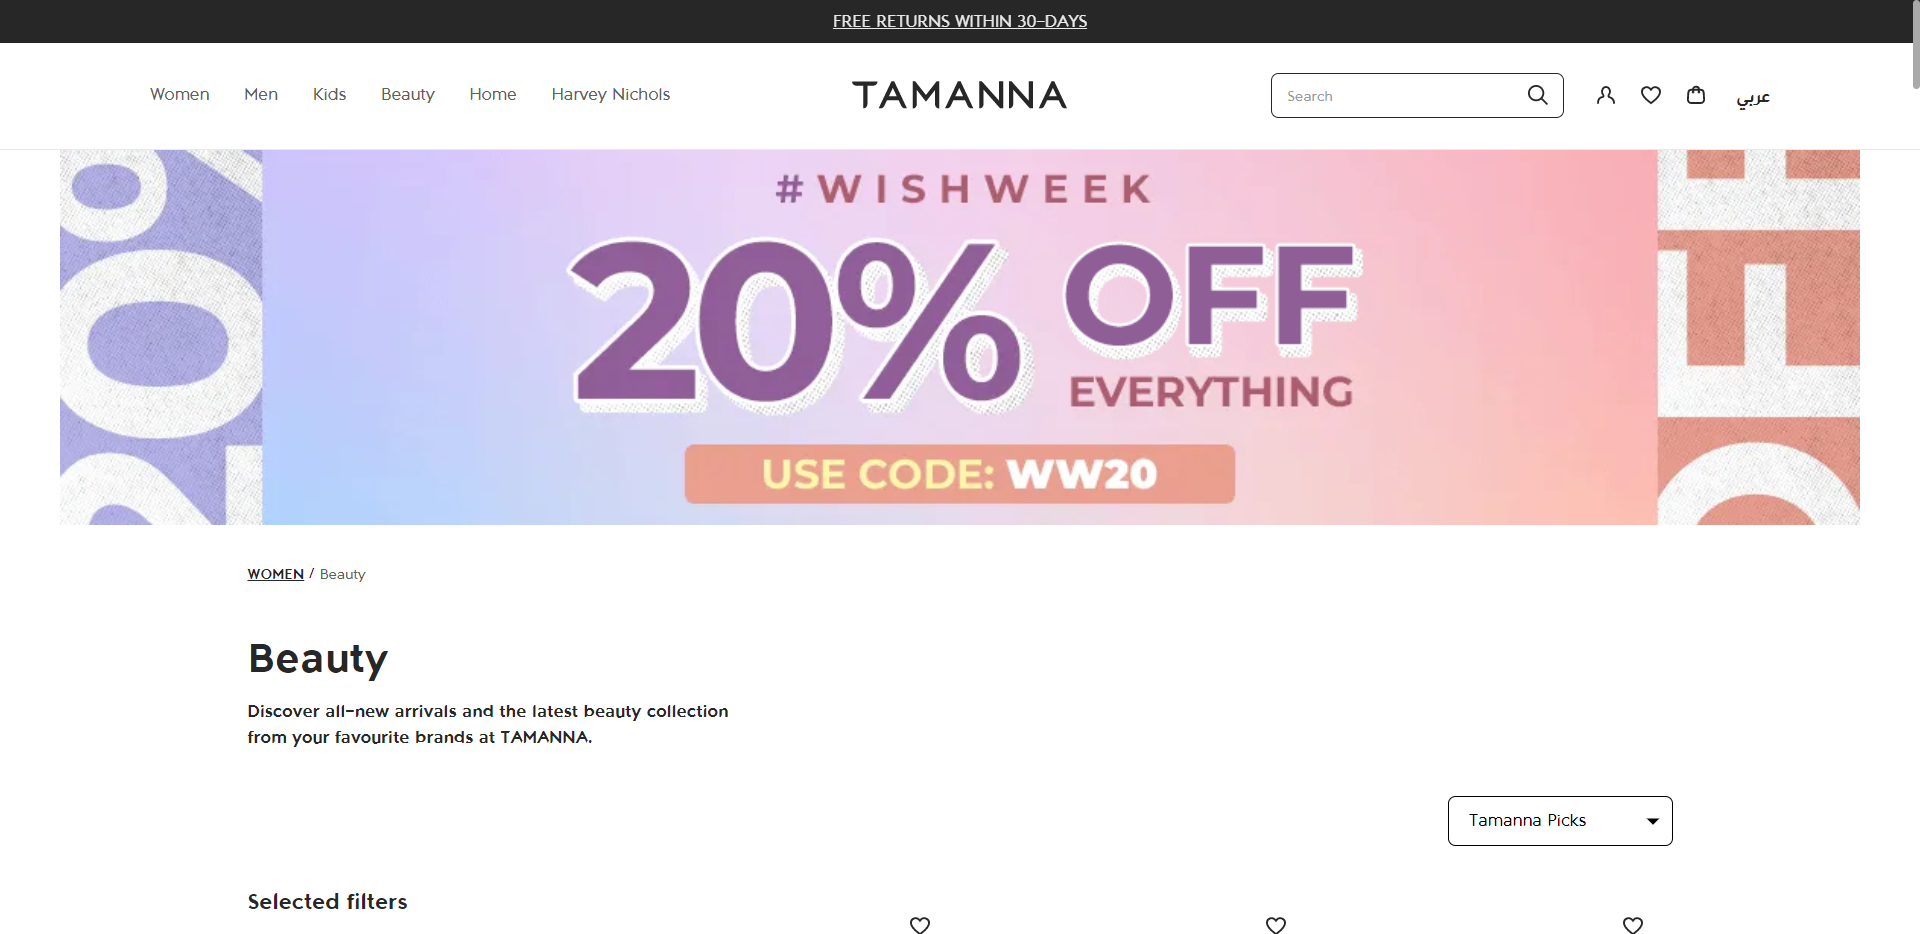 FREE RETURNS WITHIN 30-DAYS
Women Men Kids Beauty Home Harvey Nichols
TAMANNA
Search
عربي
#WISHWEEK
20% OFF
EVERYTHING
USE CODE: WW20
WOMEN / Beauty
Beauty
Discover all-new arrivals and the latest beauty collection
from your favourite brands at TAMANNA.
Tamanna Picks
Selected filters